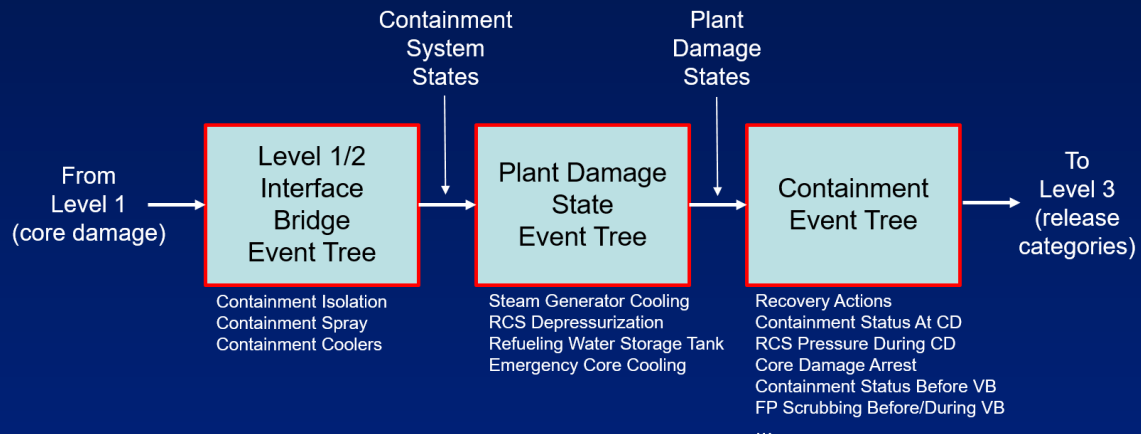 Containment
System
States
Plant
Damage
States
From
Level 1
(core damage)
Level 1/2
Interface
Bridge
Event Tree
Plant Damage
State
Event Tree
Containment
Event Tree
To
Level 3
(release
categories)
Containment Isolation
Containment Spray
Containment Coolers
Steam Generator Cooling
RCS Depressurization
Refueling Water Storage Tank
Emergency Core Cooling
Recovery Actions
Containment Status At CD
RCS Pressure During CD
Core Damage Arrest
Containment Status Before VB
FP Scrubbing Before/During VB
...